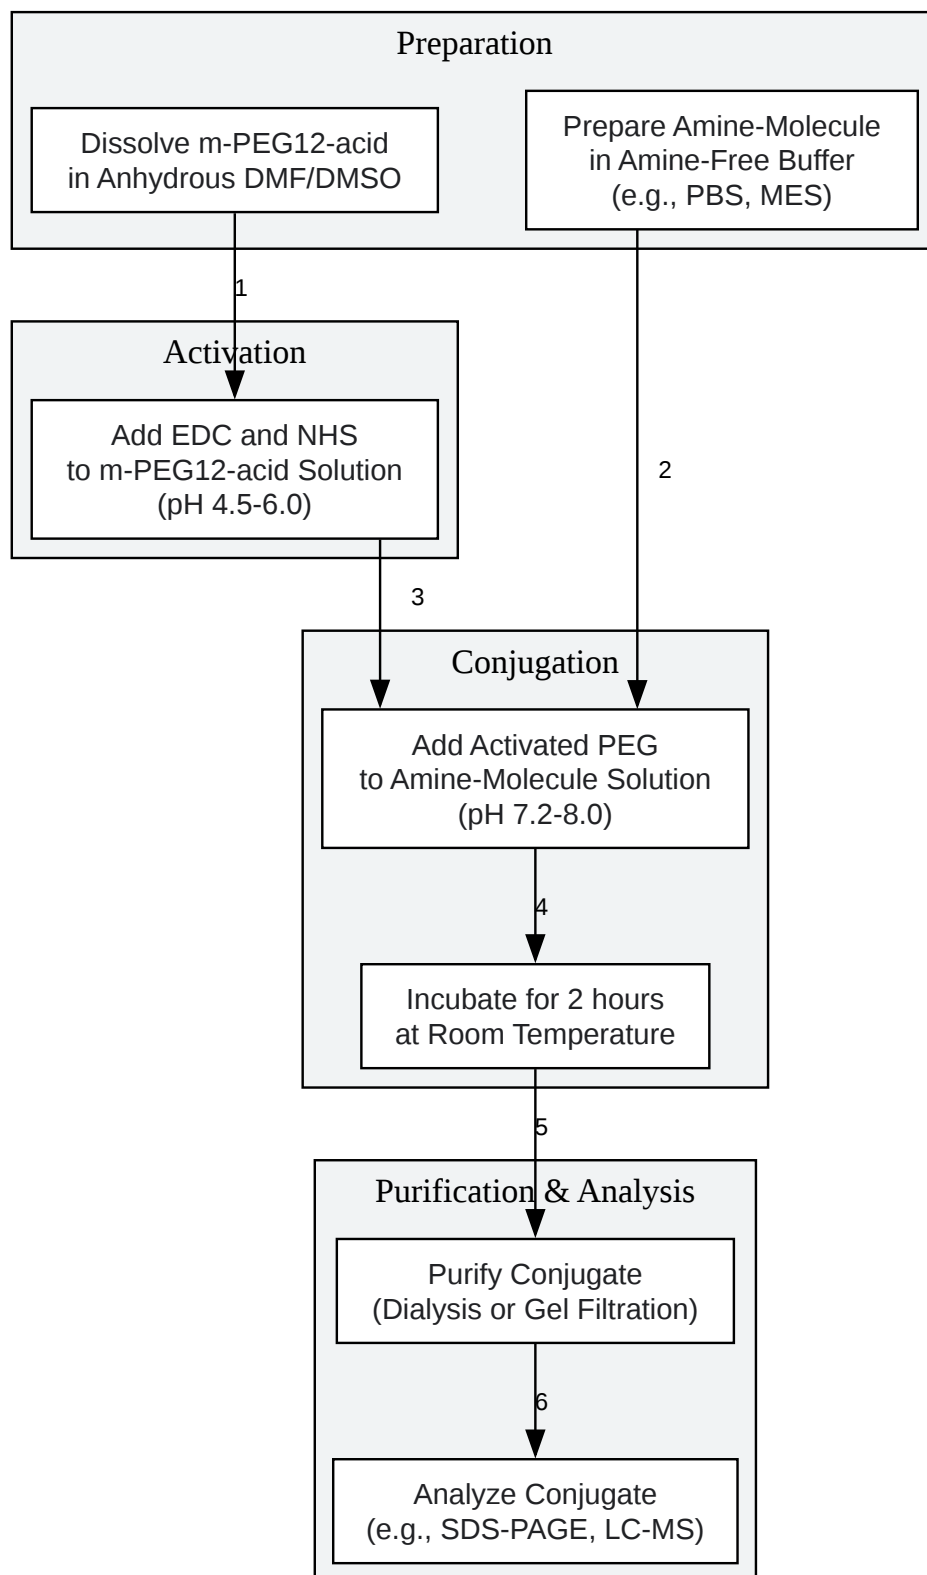 Preparation
Dissolve m-PEG12-acid
in Anhydrous DMF/DMSO
Prepare Amine-Molecule
in Amine-Free Buffer
(e.g., PBS, MES)
1
Activation
Add EDC and NHS
to m-PEG12-acid Solution
(pH 4.5-6.0)
2
3
Conjugation
Add Activated PEG
to Amine-Molecule Solution
(pH 7.2-8.0)
4
Incubate for 2 hours
at Room Temperature
5
Purification & Analysis
Purify Conjugate
(Dialysis or Gel Filtration)
6
Analyze Conjugate
(e.g., SDS-PAGE, LC-MS)